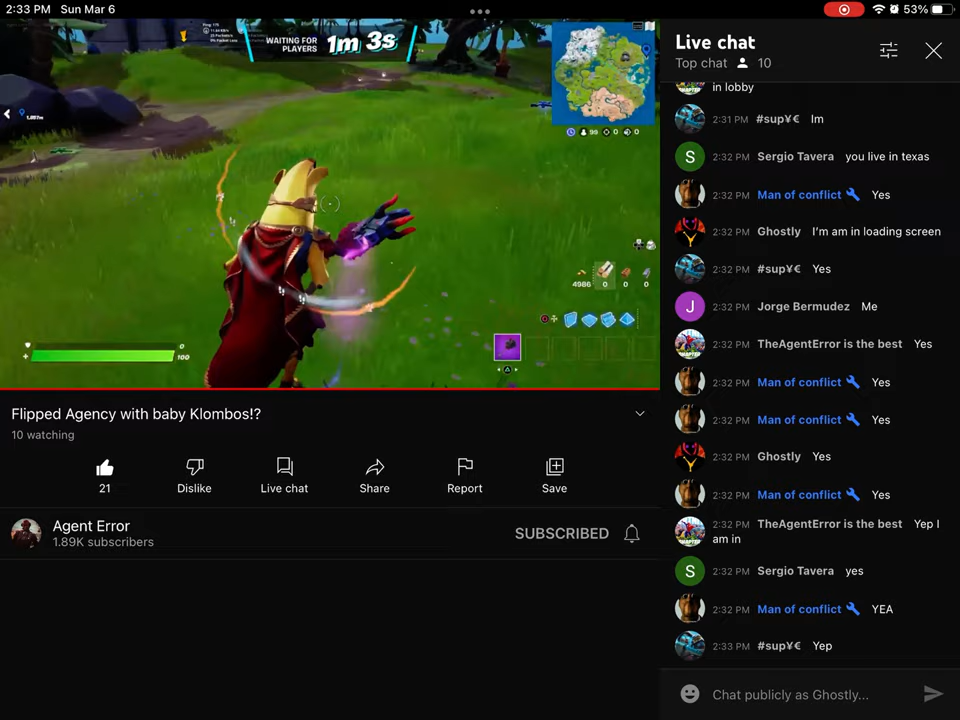 2:33 PM Sun Mar 6
53%
WAITING FOR PLAYERS 1m 3s
99 0 0
4986 0 0 0
0
100
Flipped Agency with baby Klombos!?
10 watching
21
Dislike
Live chat
Share
Report
Save
Agent Error
1.89K subscribers
SUBSCRIBED
Live chat
Top chat 10
in lobby
2:31 PM #sup¥€ Im
S 2:32 PM Sergio Tavera you live in texas
2:32 PM Man of conflict Yes
2:32 PM Ghostly I'm am in loading screen
2:32 PM #sup¥€ Yes
J 2:32 PM Jorge Bermudez Me
2:32 PM TheAgentError is the best Yes
2:32 PM Man of conflict Yes
2:32 PM Man of conflict Yes
2:32 PM Ghostly Yes
2:32 PM Man of conflict Yes
2:32 PM TheAgentError is the best Yep I
am in
S 2:32 PM Sergio Tavera yes
2:32 PM Man of conflict YEA
2:33 PM #sup¥€ Yep
Chat publicly as Ghostly...